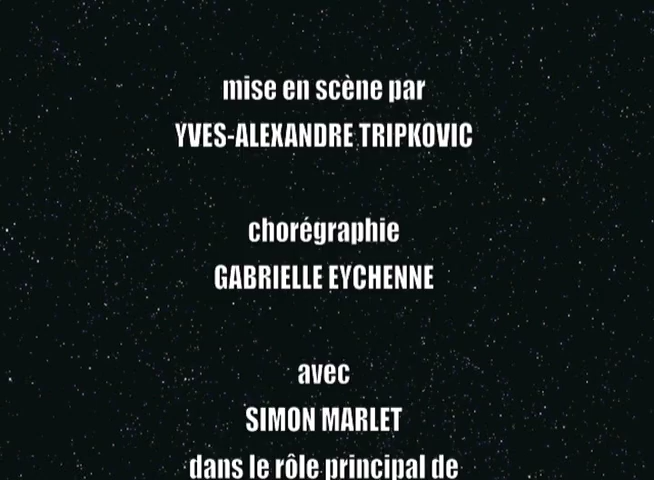 mise en scène par
YVES-ALEXANDRE TRIPKOVIC
chorégraphie
GABRIELLE EYCHENNE
avec
SIMON MARLET
dans le rôle principal de